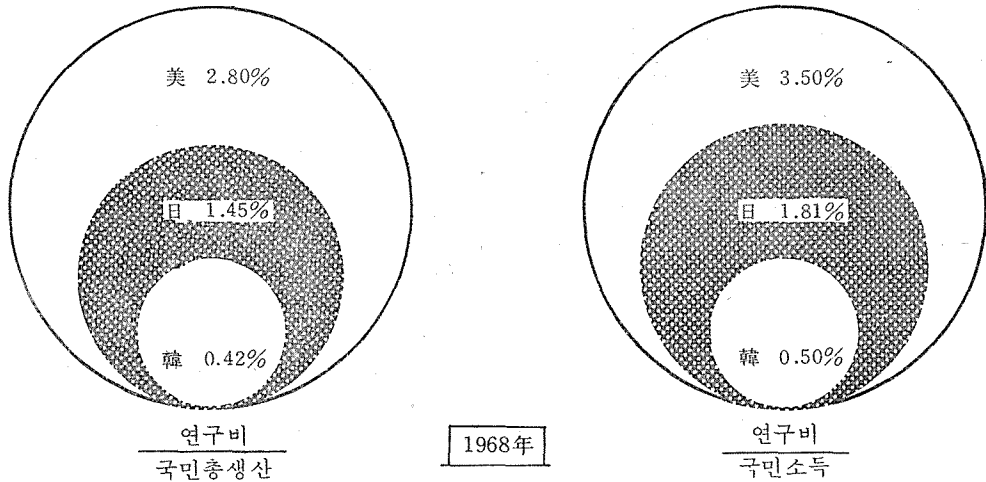 美 2.80%
日 1.45%
韓 0.42%
연구비
국민총생산
1968年
美 3.50%
日 1.81%
韓 0.50%
연구비
국민소득